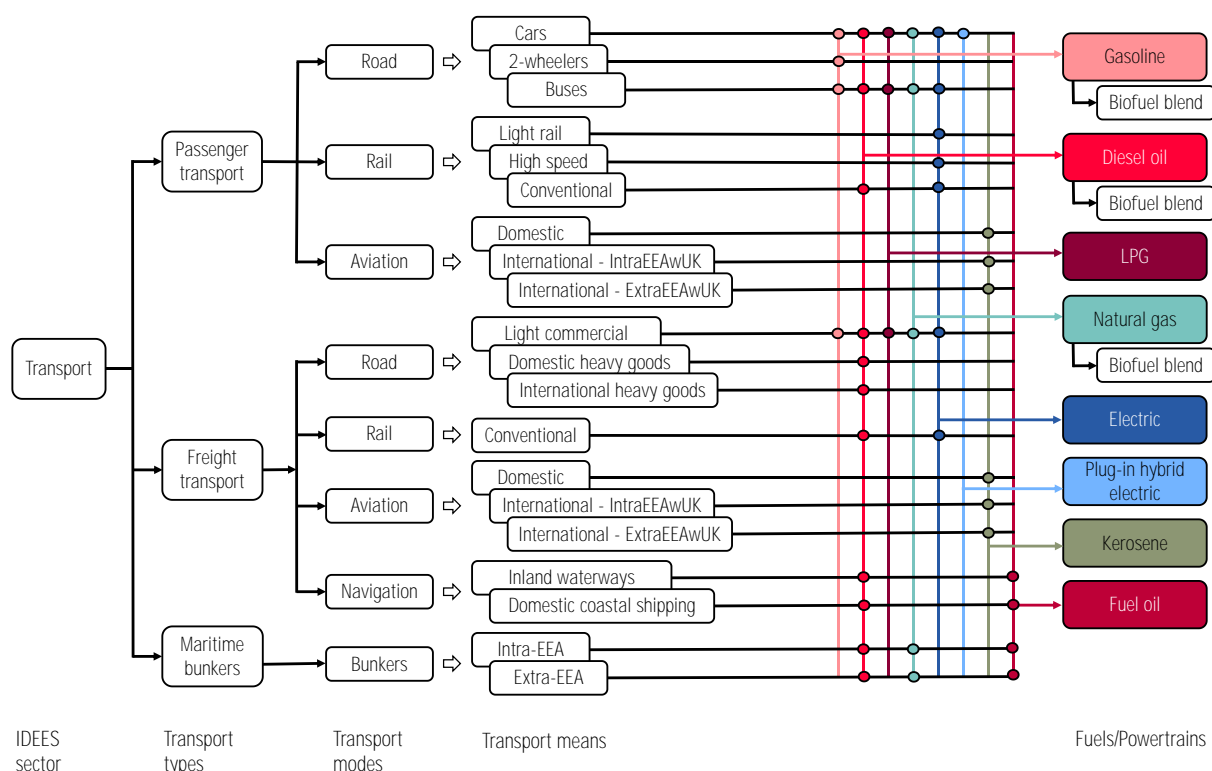 Transport
Passenger
transport
Freight
transport
Maritime
bunkers
Road
Rail
Aviation
Road
Rail
Aviation
Navigation
Bunkers
Cars
2-wheelers
Buses
Light rail
High speed
Conventional
Domestic
International - IntraEEAwUK
International - ExtraEEAwUK
Light commercial
Domestic heavy goods
International heavy goods
Conventional
Domestic
International - IntraEEAwUK
International - ExtraEEAwUK
Inland waterways
Domestic coastal shipping
Intra-EEA
Extra-EEA
Gasoline
Biofuel blend
Diesel oil
Biofuel blend
LPG
Natural gas
Biofuel blend
Electric
Plug-in hybrid
electric
Kerosene
Fuel oil
IDEES
sector
Transport
types
Transport
modes
Transport means
Fuels/Powertrains